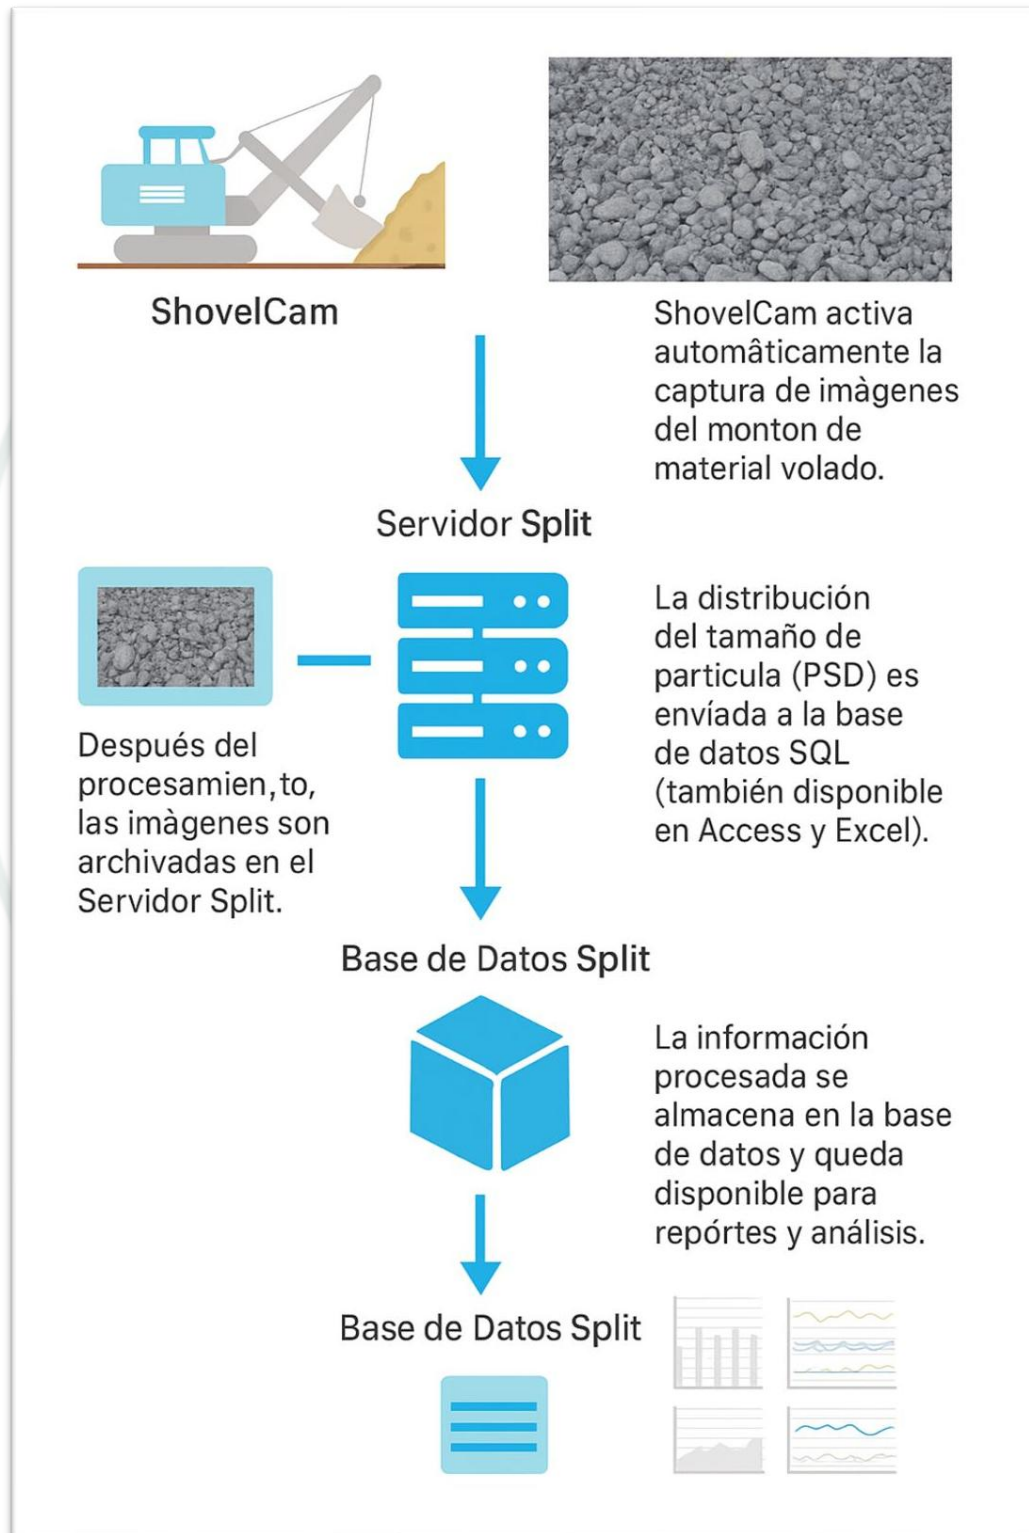 ShovelCam
ShovelCam activa
automâticamente la
captura de imàgenes
del monton de
material volado.
Servidor Split
Después del
procesamien,to,
las imàgenes son
archivadas en el
Servidor Split.
La distribución
del tamaño de
particula (PSD) es
envíada a la base
de datos SQL
(también disponible
en Access y Excel).
Base de Datos Split
La información
procesada se
almacena en la base
de datos y queda
disponible para
repórtes y análisis.
Base de Datos Split